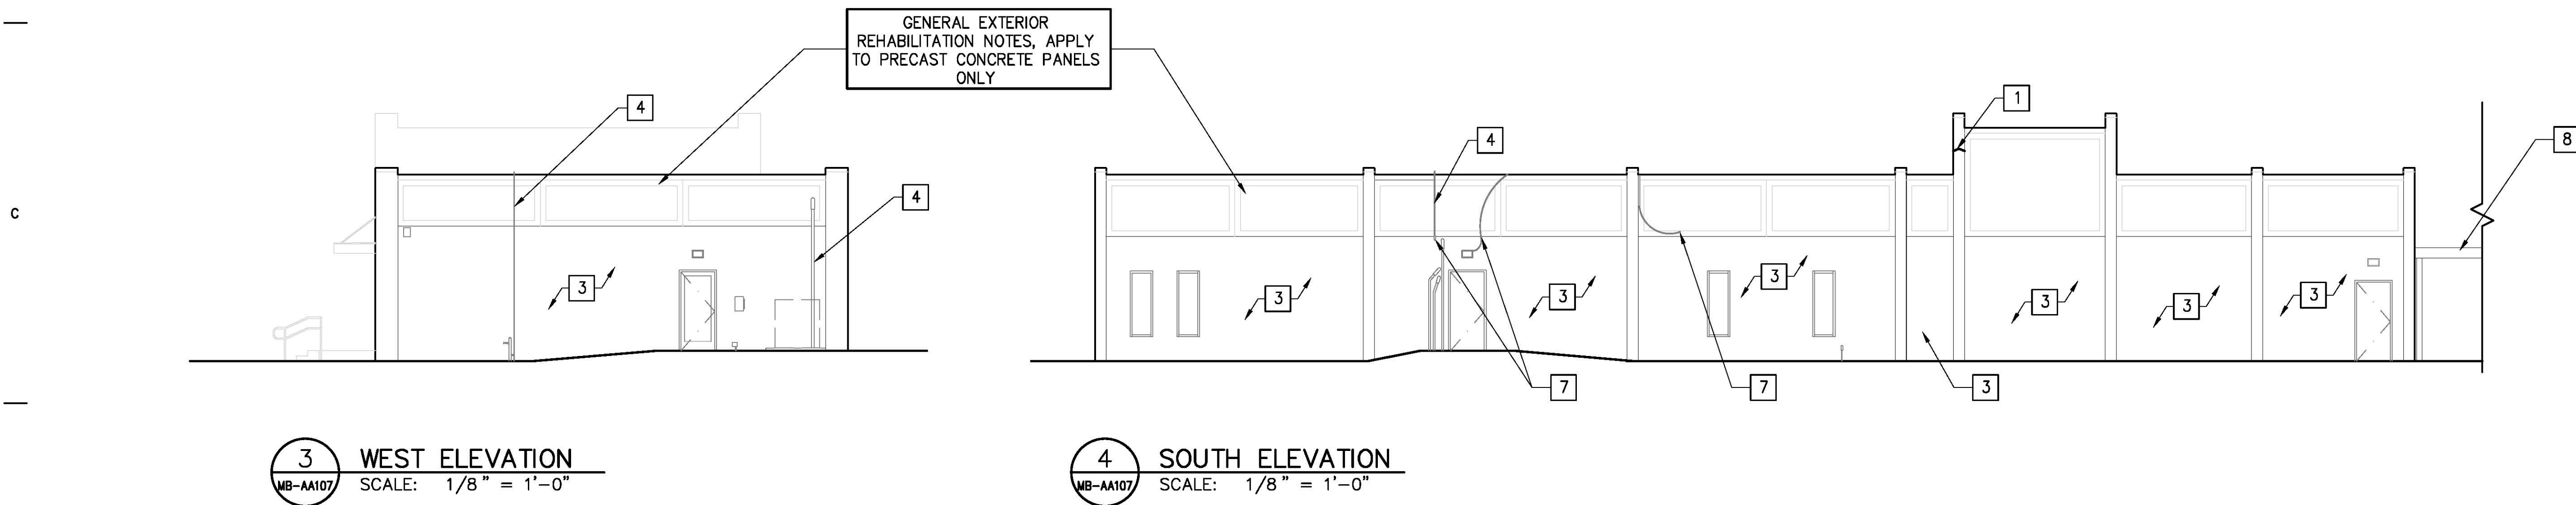 GENERAL EXTERIOR
REHABILITATION NOTES, APPLY
TO PRECAST CONCRETE PANELS
ONLY
4
4
3
C
1
4
8
3
3
3
3
3
3
7
7
3
3
MB-AA107
WEST ELEVATION
SCALE: 1/8" = 1'-0"
4
MB-AA107
SOUTH ELEVATION
SCALE: 1/8" = 1'-0"